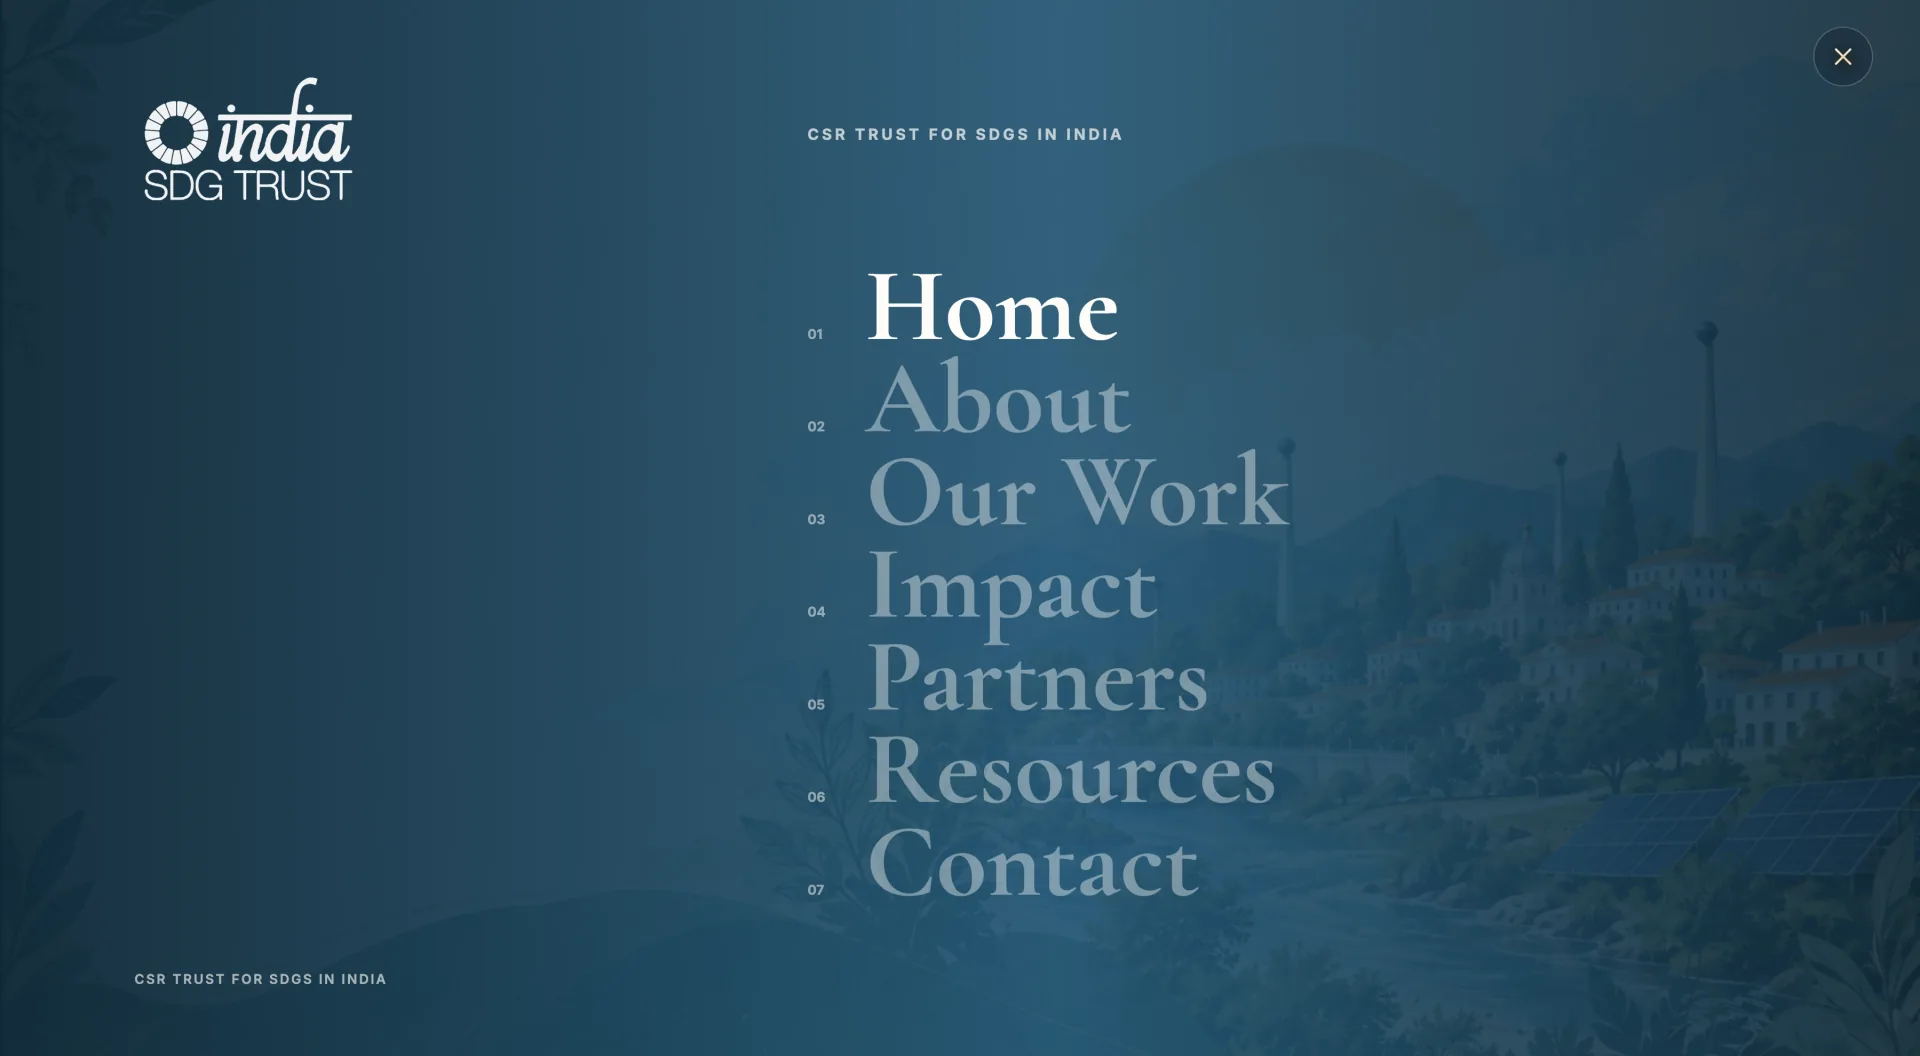 india
SDG TRUST
CSR TRUST FOR SDGS IN INDIA
01 Home
02 About
03 Our Work
04 Impact
05 Partners
06 Resources
07 Contact
CSR TRUST FOR SDGS IN INDIA